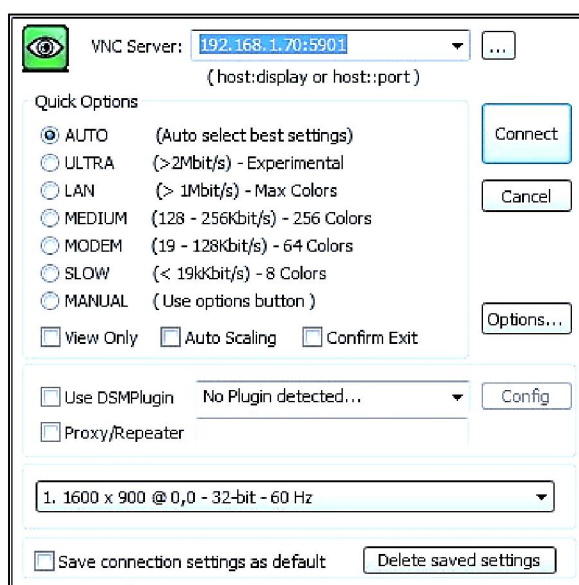 VNC Server: 192.168.1.70:5901 ...
( host:display or host::port )
Quick Options
AUTO (Auto select best settings)
Connect
ULTRA (>2Mbit/s) - Experimental
LAN (> 1Mbit/s) - Max Colors
Cancel
MEDIUM (128 - 256Kbit/s) - 256 Colors
MODEM (19 - 128Kbit/s) - 64 Colors
SLOW (< 19kKbit/s) - 8 Colors
MANUAL ( Use options button )
Options...
View Only Auto Scaling Confirm Exit
Use DSMPlugin No Plugin detected... Config
Proxy/Repeater
1. 1600 x 900 @ 0,0 - 32-bit - 60 Hz
Save connection settings as default Delete saved settings